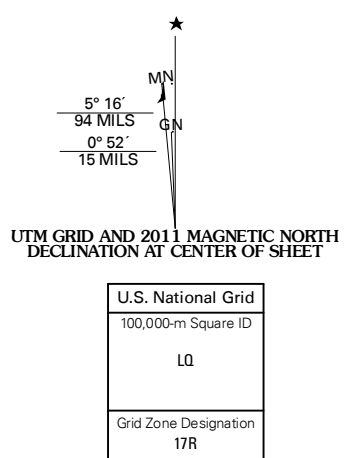 ★
MN
5° 16´
94 MILS
GN
0° 52´
15 MILS
UTM GRID AND 2011 MAGNETIC NORTH
DECLINATION AT CENTER OF SHEET
U.S. National Grid
100,000-m Square ID
LQ
Grid Zone Designation
17R